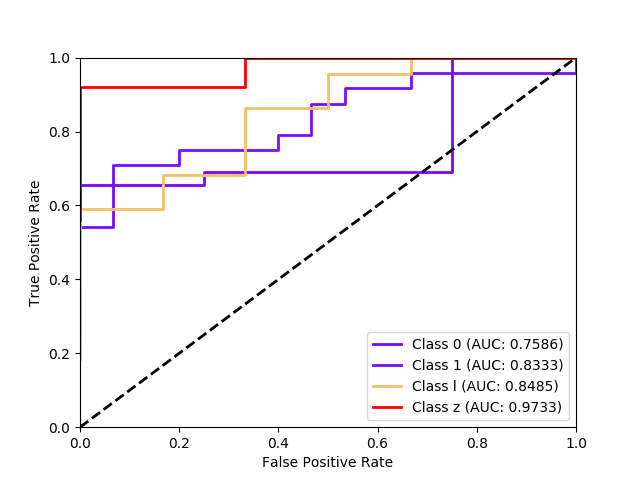 1.0
0.8
0.6
0.4
0.2
0.0
True Positive Rate
0.0 0.2 0.4 0.6 0.8 1.0
False Positive Rate
Class 0 (AUC: 0.7586)
Class 1 (AUC: 0.8333)
Class l (AUC: 0.8485)
Class z (AUC: 0.9733)